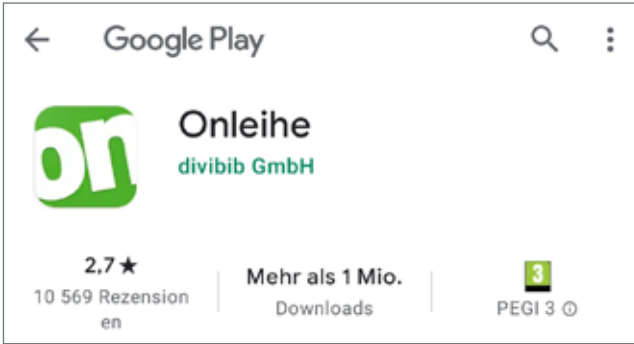 Google Play
on
Onleihe
divibib GmbH
2,7★
10 569 Rezension
en
Mehr als 1 Mio.
Downloads
3
PEGI 3 ⓘ